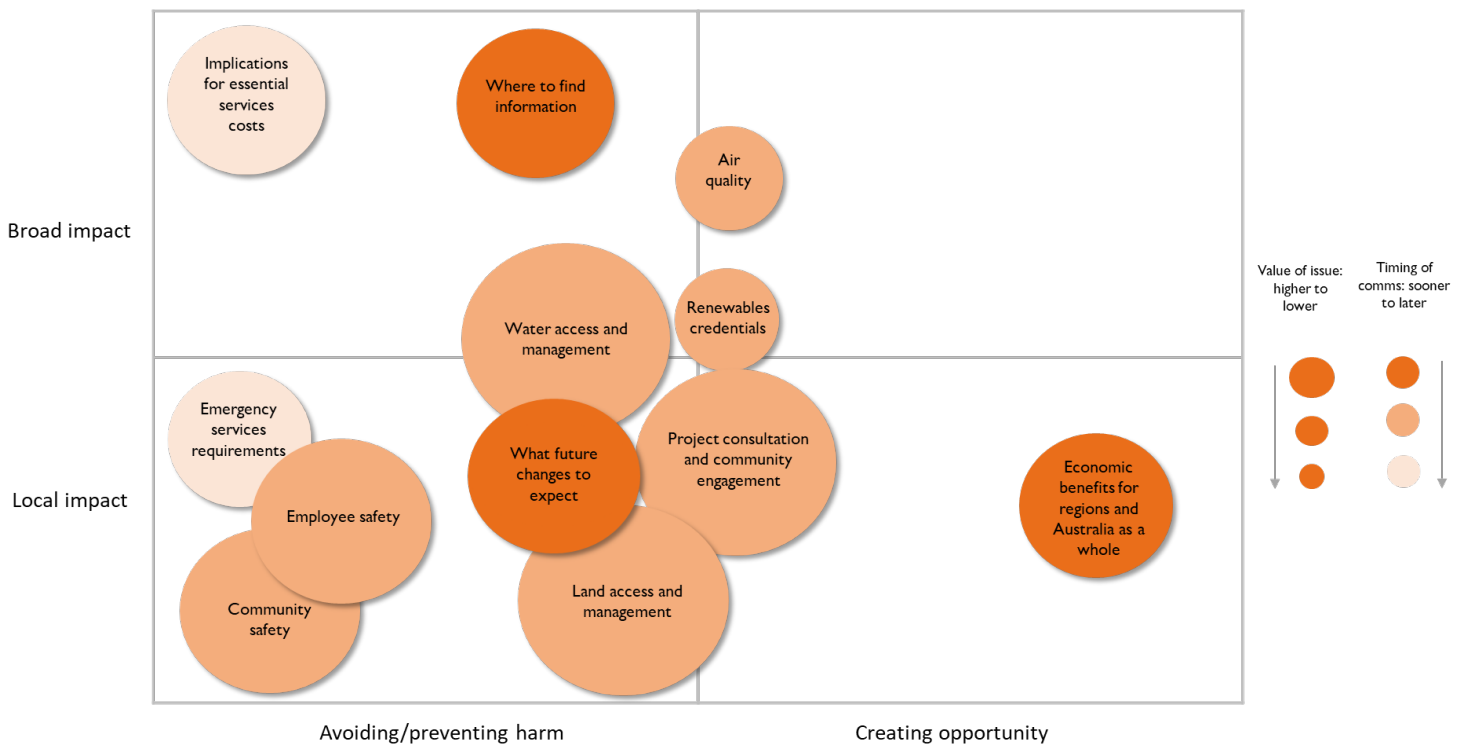 Implications
for essential
services
costs
Where to find
information
Air
quality
Broad impact
Water access and
management
Renewables
credentials
Value of issue:
higher to
lower
Timing of
comms: sooner
to later
Emergency
services
requirements
Employee safety
Community
safety
What future
changes to
expect
Project consultation
and community
engagement
Land access and
management
Economic
benefits for
regions and
Australia as a
whole
Local impact
Avoiding/preventing harm
Creating opportunity